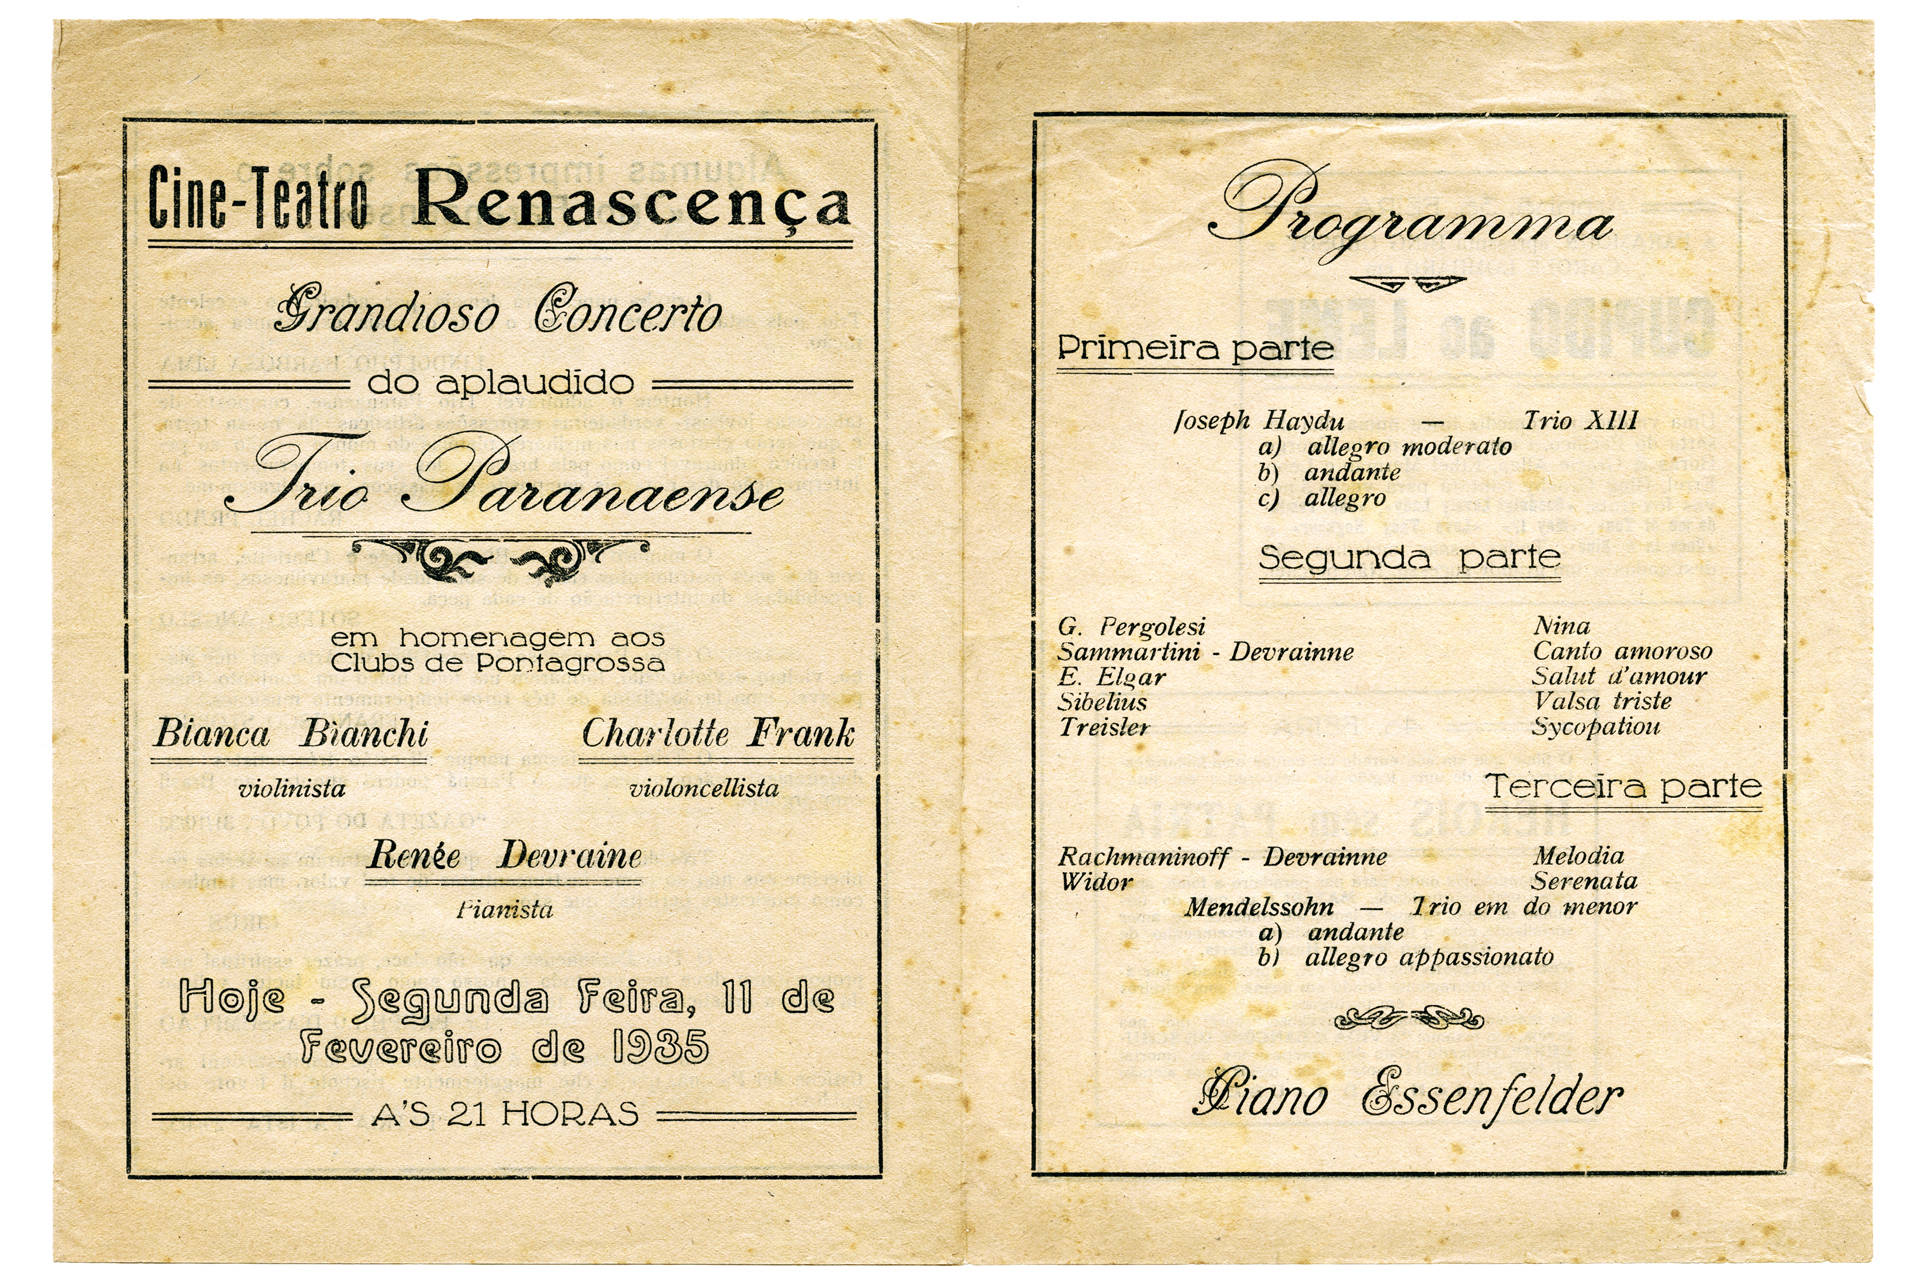 Cine-Teatro Renascença
Grandioso Concerto
do aplaudido
Trio Paranaense
em homenagem aos
Clubs de Pontagrossa
Bianca Bianchi
violinista
Charlotte Frank
violoncellista
Renée Devraine
Pianista
Hoje - Segunda Feira, 11 de
Fevereiro de 1935
A'S 21 HORAS
Programma
Primeira parte
Joseph Haydu — Trio XIII
a) allegro moderato
b) andante
c) allegro
Segunda parte
G. Pergolesi Nina
Sammartini - Devrainne Canto amoroso
E. Elgar Salut d'amour
Sibelius Valsa triste
Treisler Sycopatiou
Terceira parte
Rachmaninoff - Devrainne Melodia
Widor Serenata
Mendelssohn — Trio em do menor
a) andante
b) allegro appassionato
Piano Essenfelder